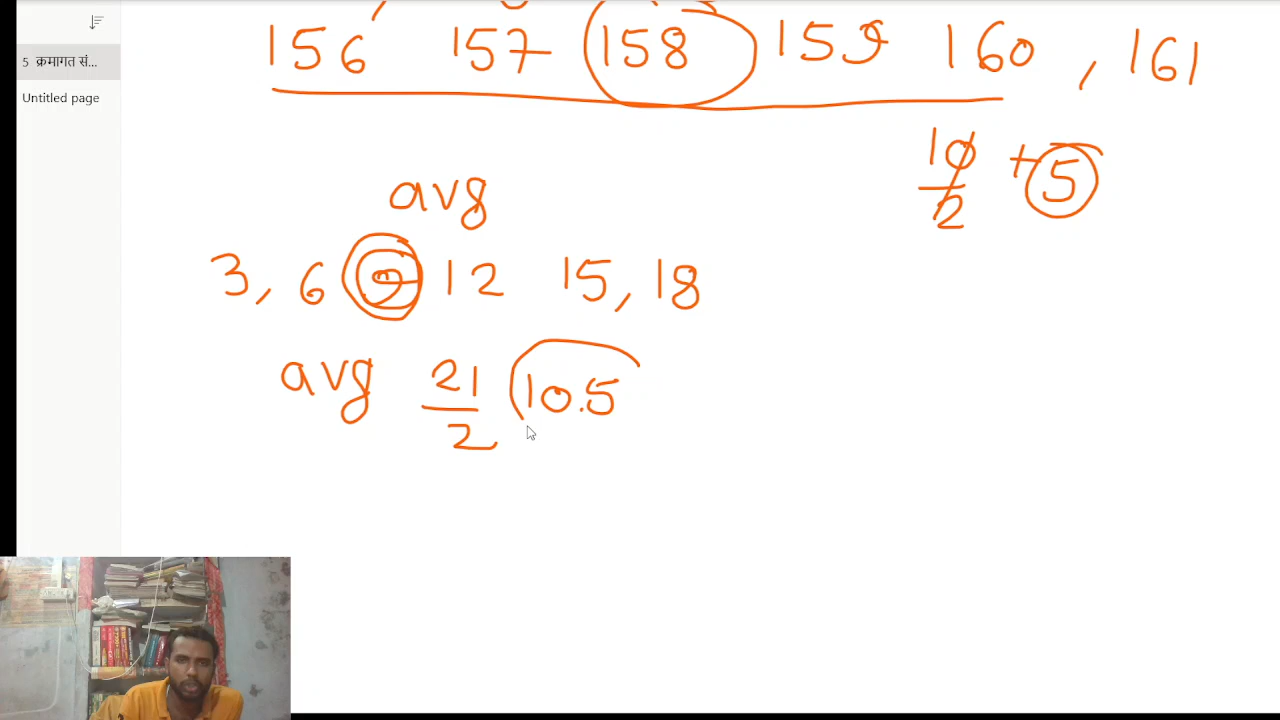 156 157 158 159 160 , 161
5 क्रमागत सं...
Untitled page
10/2 + 5
avg
3, 6 9 12 15, 18
avg 21/2 10.5